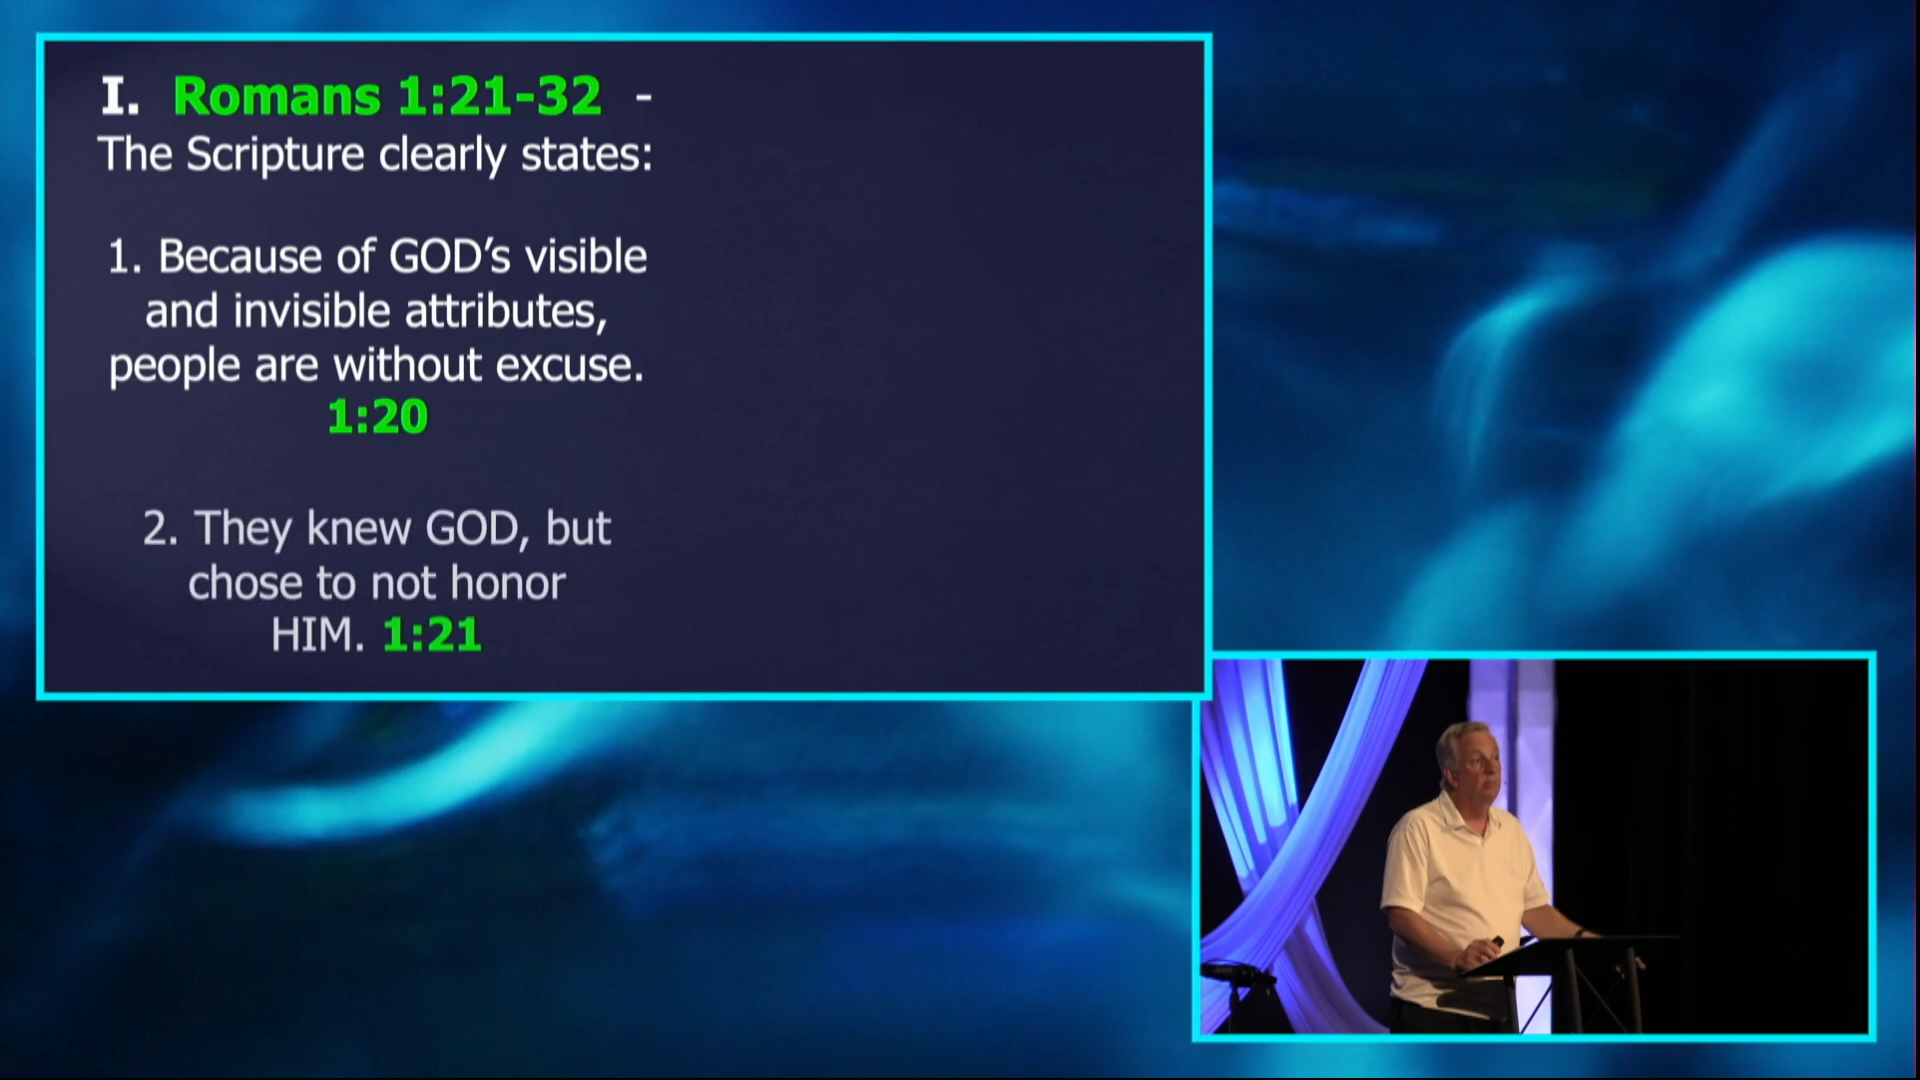 I. Romans 1:21-32 -
The Scripture clearly states:
1. Because of GOD’s visible
and invisible attributes,
people are without excuse.
1:20
2. They knew GOD, but
chose to not honor
HIM. 1:21